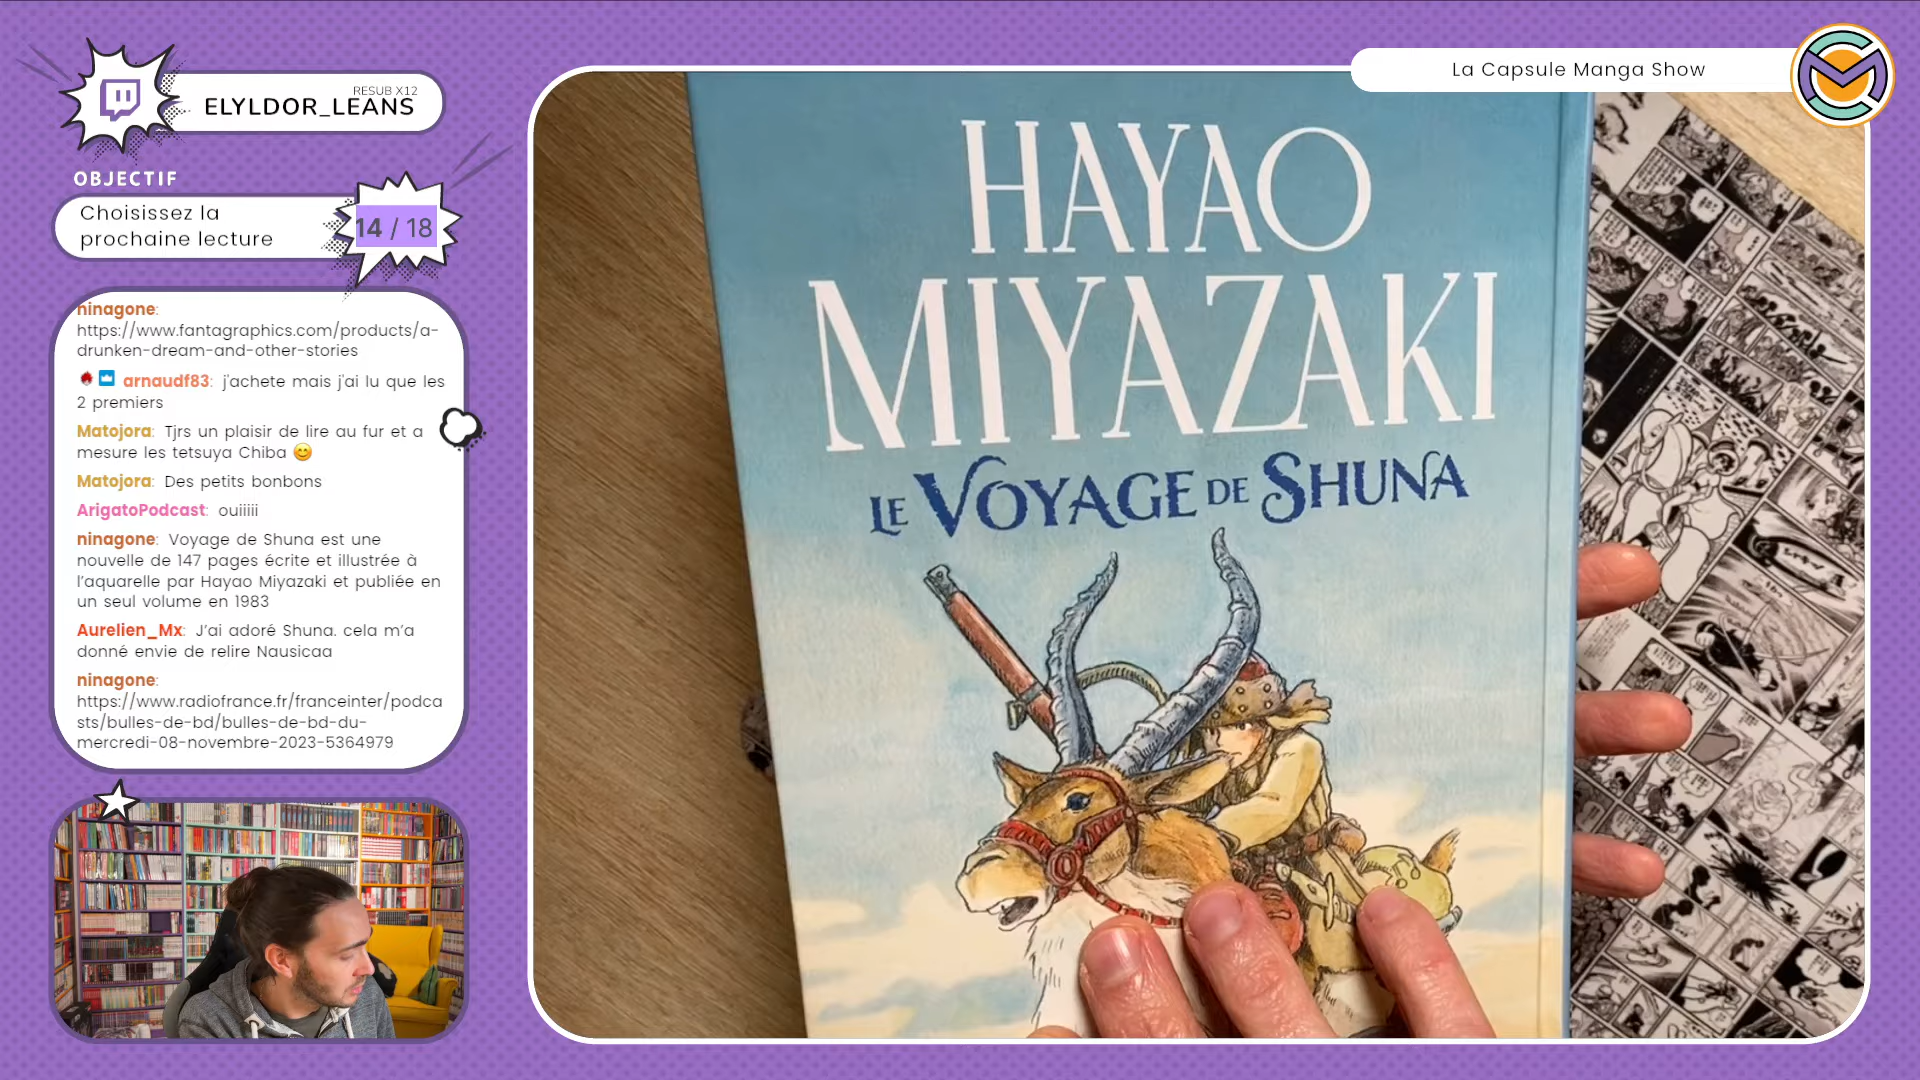 RESUB X12
ELYLDOR_LEANS
OBJECTIF
Choisissez la
prochaine lecture
14 / 18
ninagone:
https://www.fantagraphics.com/products/a-
drunken-dream-and-other-stories
arnaudf83: j'achete mais j'ai lu que les
2 premiers
Matojora: Tjrs un plaisir de lire au fur et a
mesure les tetsuya Chiba 😊
Matojora: Des petits bonbons
ArigatoPodcast: ouiiiii
ninagone: Voyage de Shuna est une
nouvelle de 147 pages écrite et illustrée à
l'aquarelle par Hayao Miyazaki et publiée en
un seul volume en 1983
Aurelien_Mx: J'ai adoré Shuna. cela m'a
donné envie de relire Nausicaa
ninagone:
https://www.radiofrance.fr/franceinter/podca
sts/bulles-de-bd/bulles-de-bd-du-
mercredi-08-novembre-2023-5364979
La Capsule Manga Show
HAYAO
MIYAZAKI
LE VOYAGE DE SHUNA